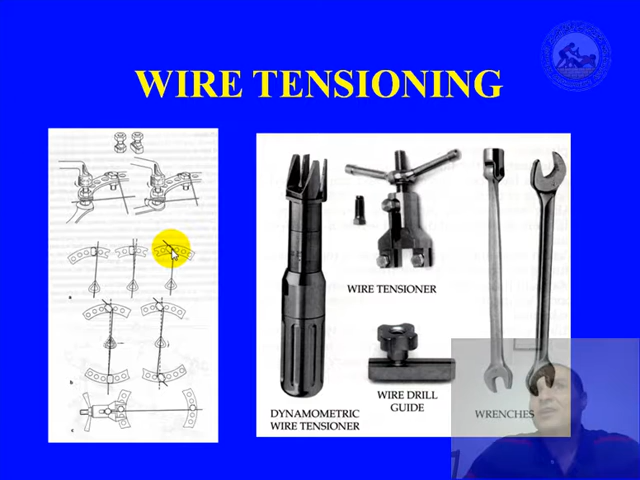 WIRE TENSIONING
a
b
c
WIRE TENSIONER
WIRE DRILL
GUIDE
DYNAMOMETRIC
WIRE TENSIONER
WRENCHES